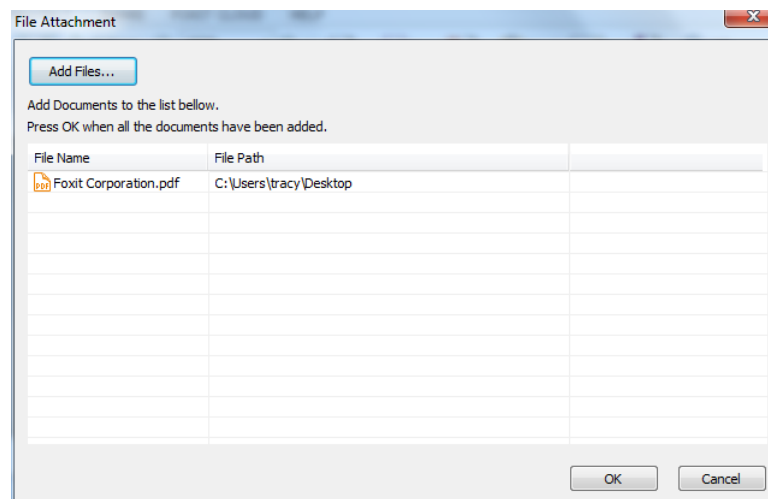 File Attachment
Add Files...
Add Documents to the list bellow.
Press OK when all the documents have been added.
File Name File Path
Foxit Corporation.pdf C:\Users\tracy\Desktop
OK Cancel